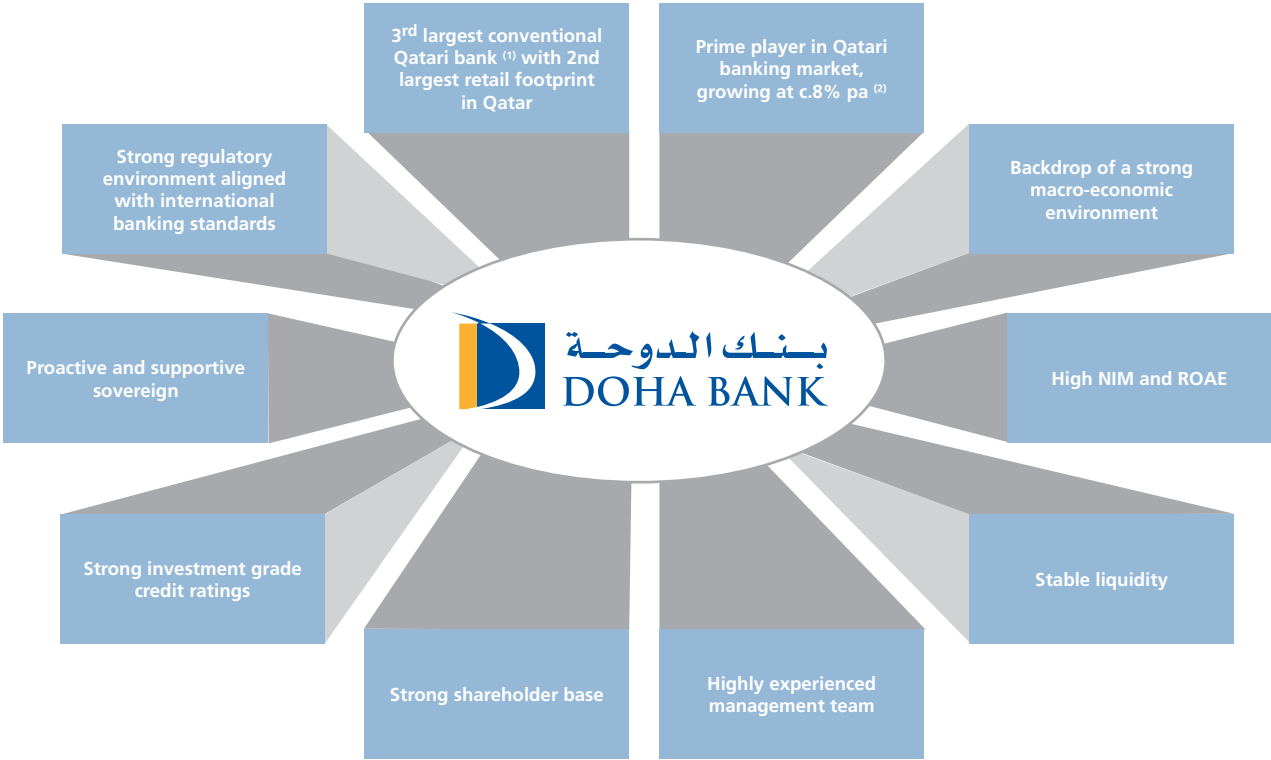 3rd largest conventional
Qatari bank (1) with 2nd
largest retail footprint
in Qatar
Prime player in Qatari
banking market,
growing at c.8% pa (2)
Strong regulatory
environment aligned
with international
banking standards
Backdrop of a strong
macro-economic
environment
Proactive and supportive
sovereign
بنك الدوحة
DOHA BANK
High NIM and ROAE
Strong investment grade
credit ratings
Stable liquidity
Strong shareholder base
Highly experienced
management team